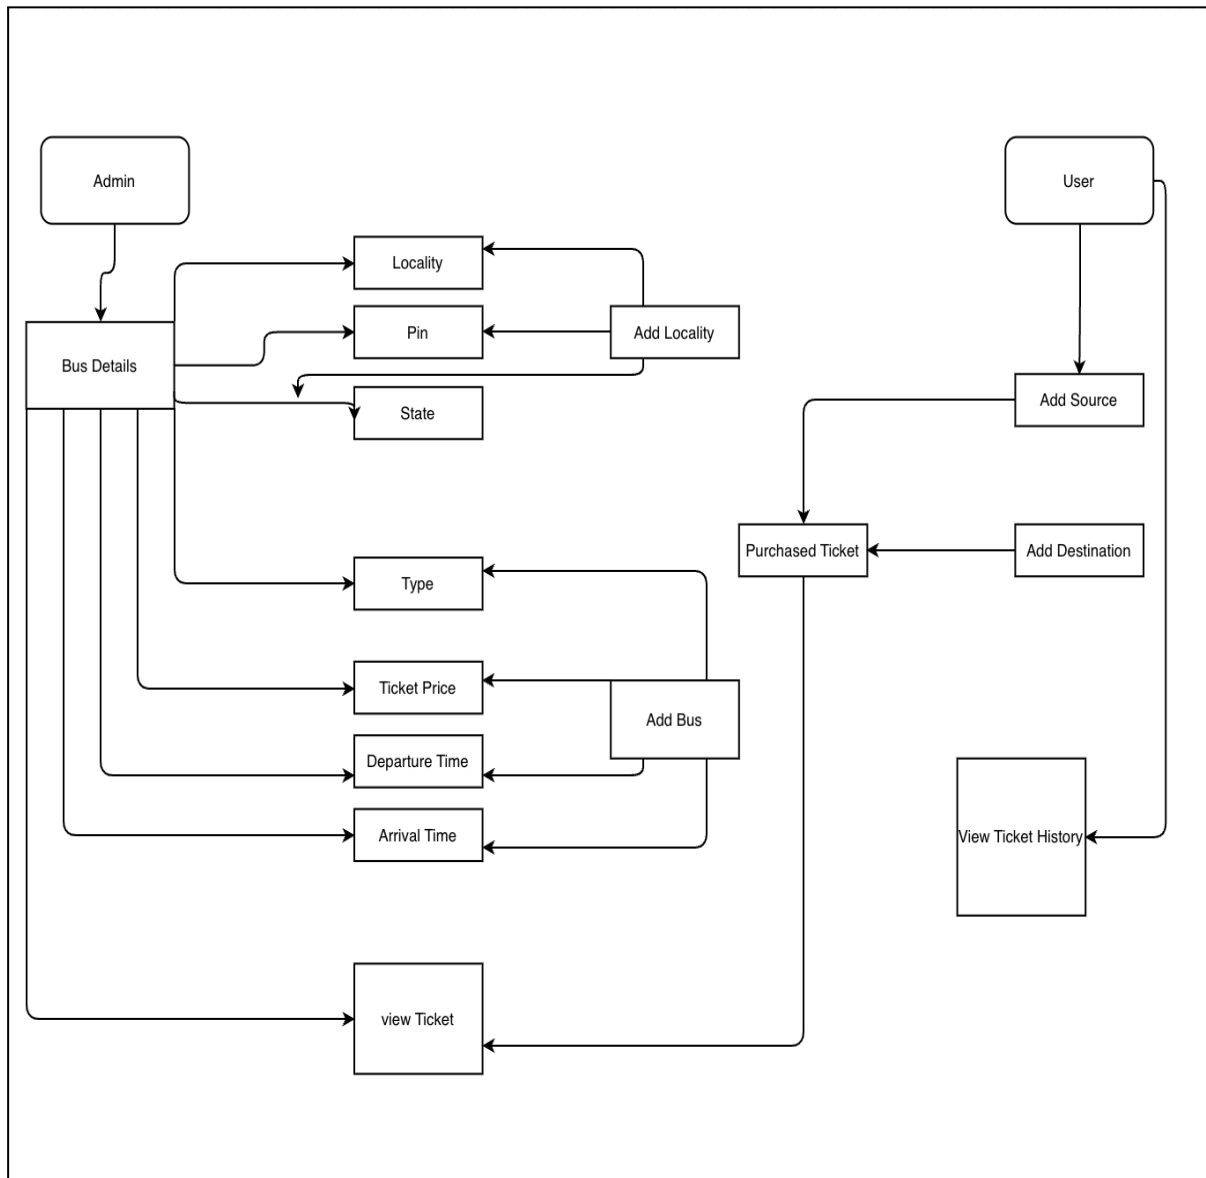 Admin
User
Locality
Pin
Add Locality
Bus Details
State
Add Source
Purchased Ticket
Add Destination
Type
Ticket Price
Add Bus
Departure Time
Arrival Time
View Ticket History
view Ticket